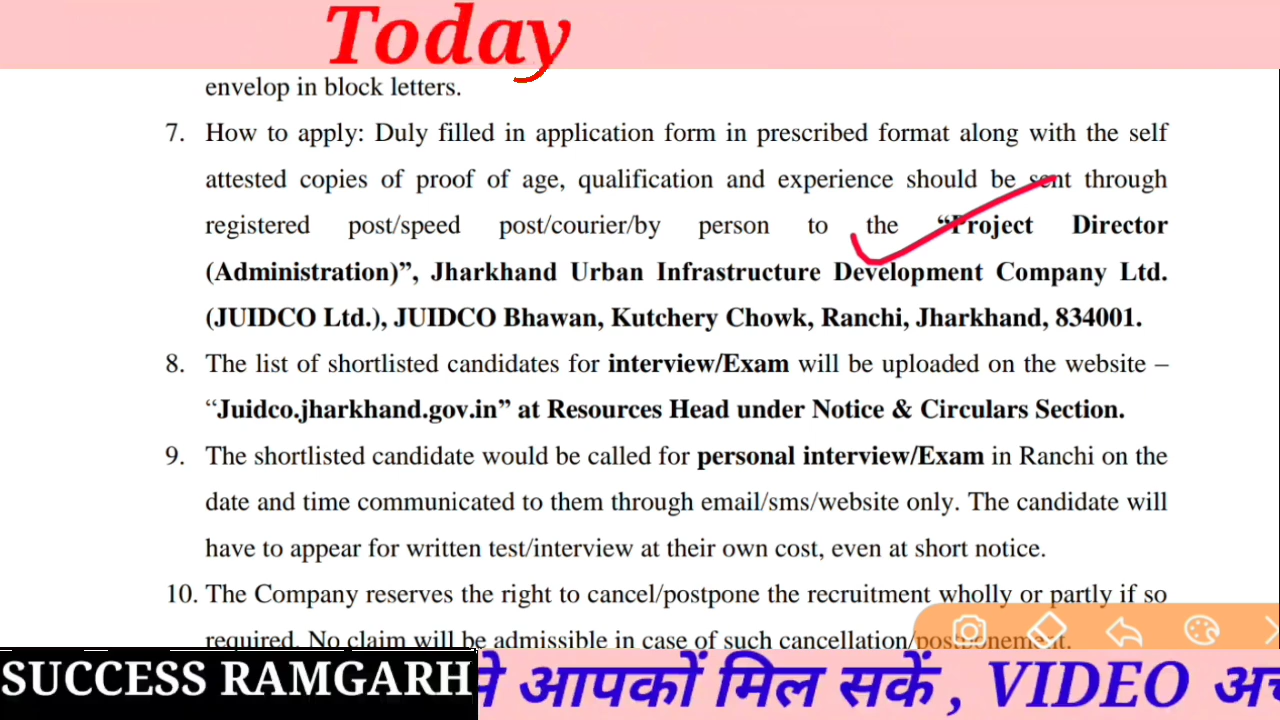 Today
envelop in block letters.
7. How to apply: Duly filled in application form in prescribed format along with the self
attested copies of proof of age, qualification and experience should be sent through
registered post/speed post/courier/by person to the “Project Director
(Administration)”, Jharkhand Urban Infrastructure Development Company Ltd.
(JUIDCO Ltd.), JUIDCO Bhawan, Kutchery Chowk, Ranchi, Jharkhand, 834001.
8. The list of shortlisted candidates for interview/Exam will be uploaded on the website –
“Juidco.jharkhand.gov.in” at Resources Head under Notice & Circulars Section.
9. The shortlisted candidate would be called for personal interview/Exam in Ranchi on the
date and time communicated to them through email/sms/website only. The candidate will
have to appear for written test/interview at their own cost, even at short notice.
10. The Company reserves the right to cancel/postpone the recruitment wholly or partly if so
required. No claim will be admissible in case of such cancellation/postponement.
SUCCESS RAMGARH आपकों मिल सकें , VIDEO